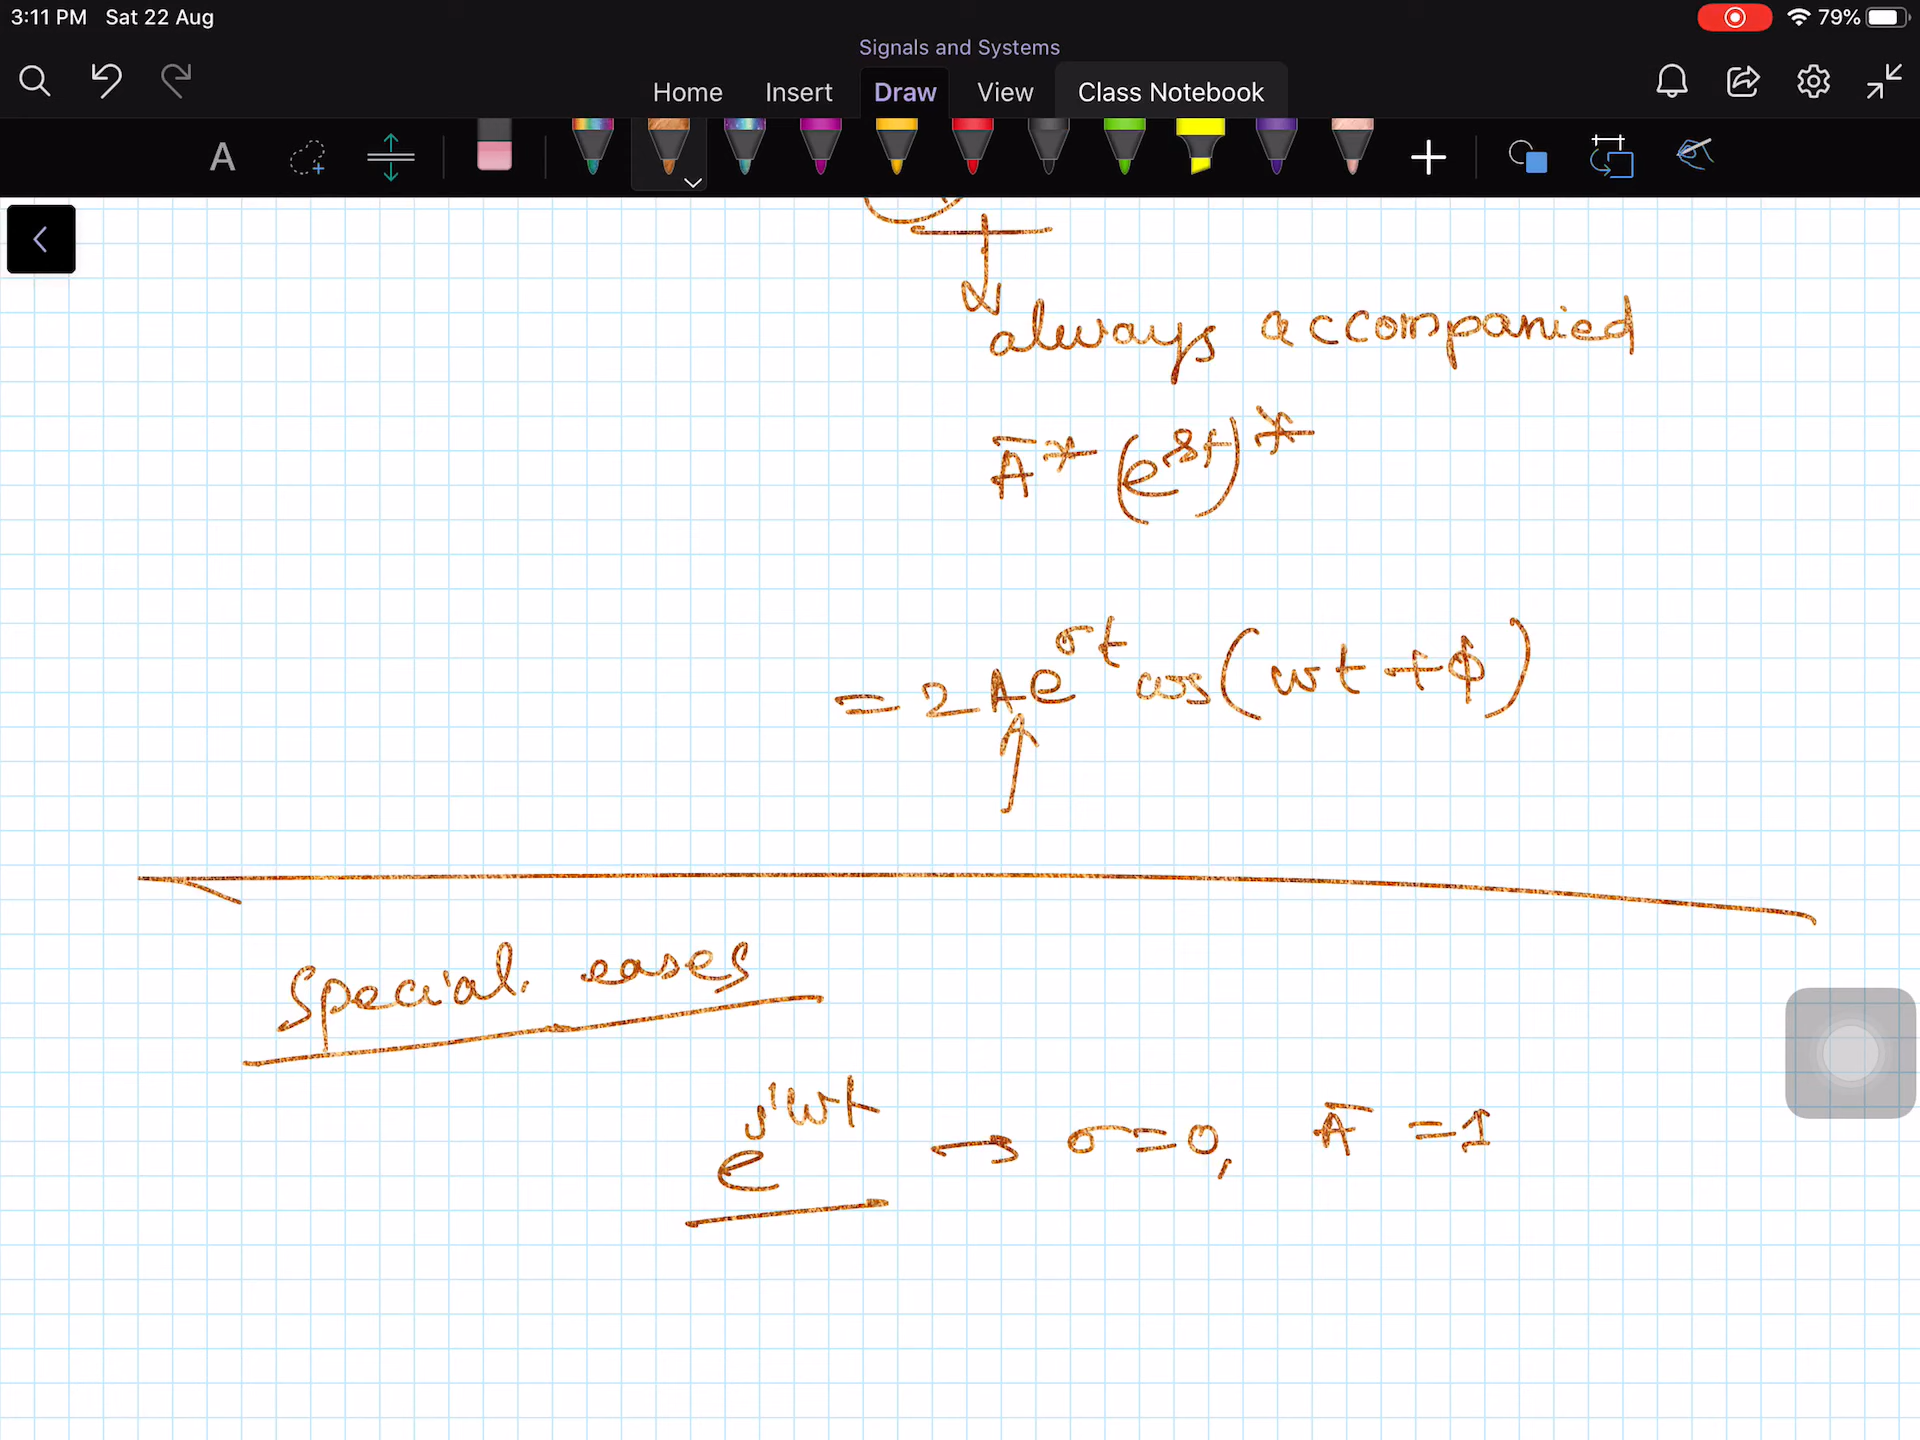 3:11 PM Sat 22 Aug 79%
Signals and Systems
Home Insert Draw View Class Notebook
A
always accompanied
Ā* (e^st)*
= 2Ae^σt cos(ωt + φ)
Special cases
e^jωt → σ=0, Ā =1